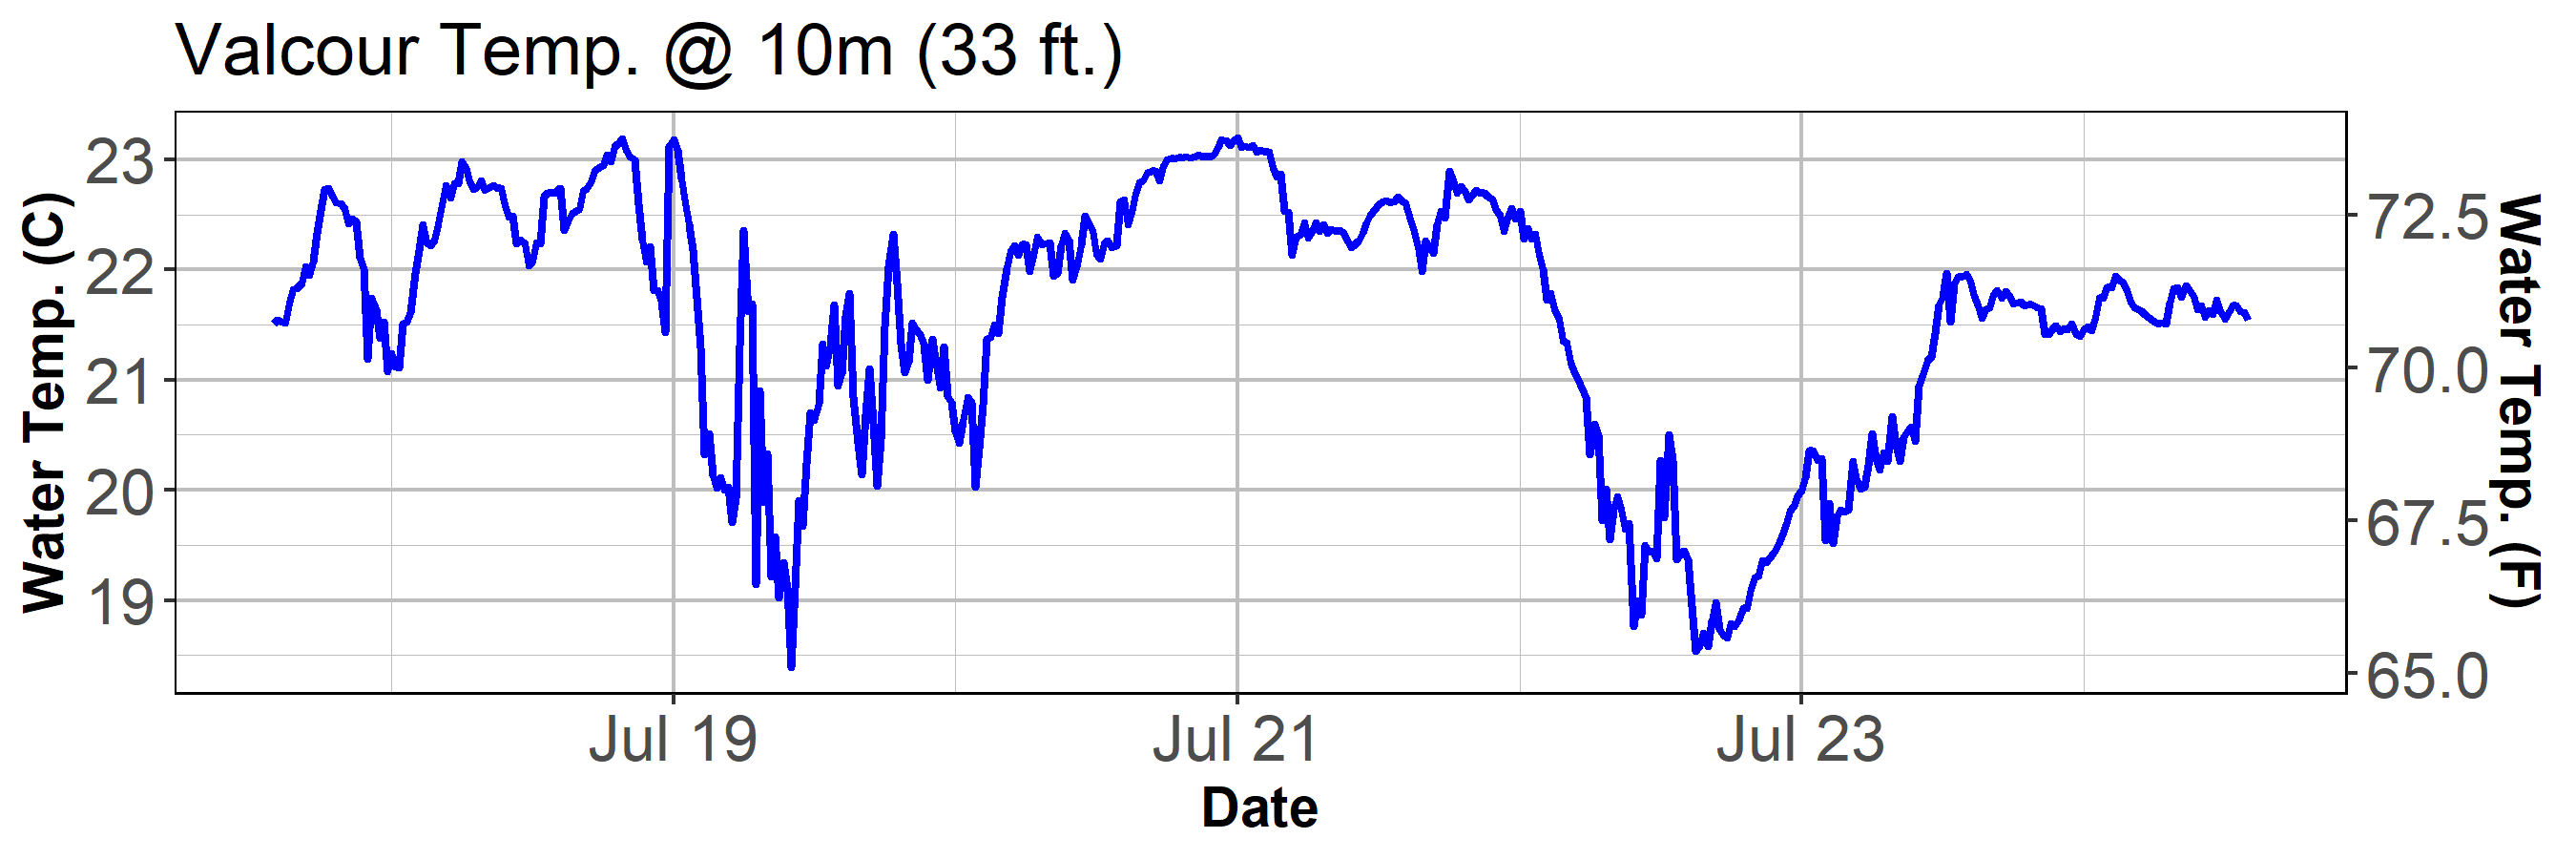 Valcour Temp. @ 10m (33 ft.)
Water Temp. (C)
23
22
21
20
19
72.5
70.0
67.5
65.0
Water Temp. (F)
Jul 19 Jul 21 Jul 23
Date